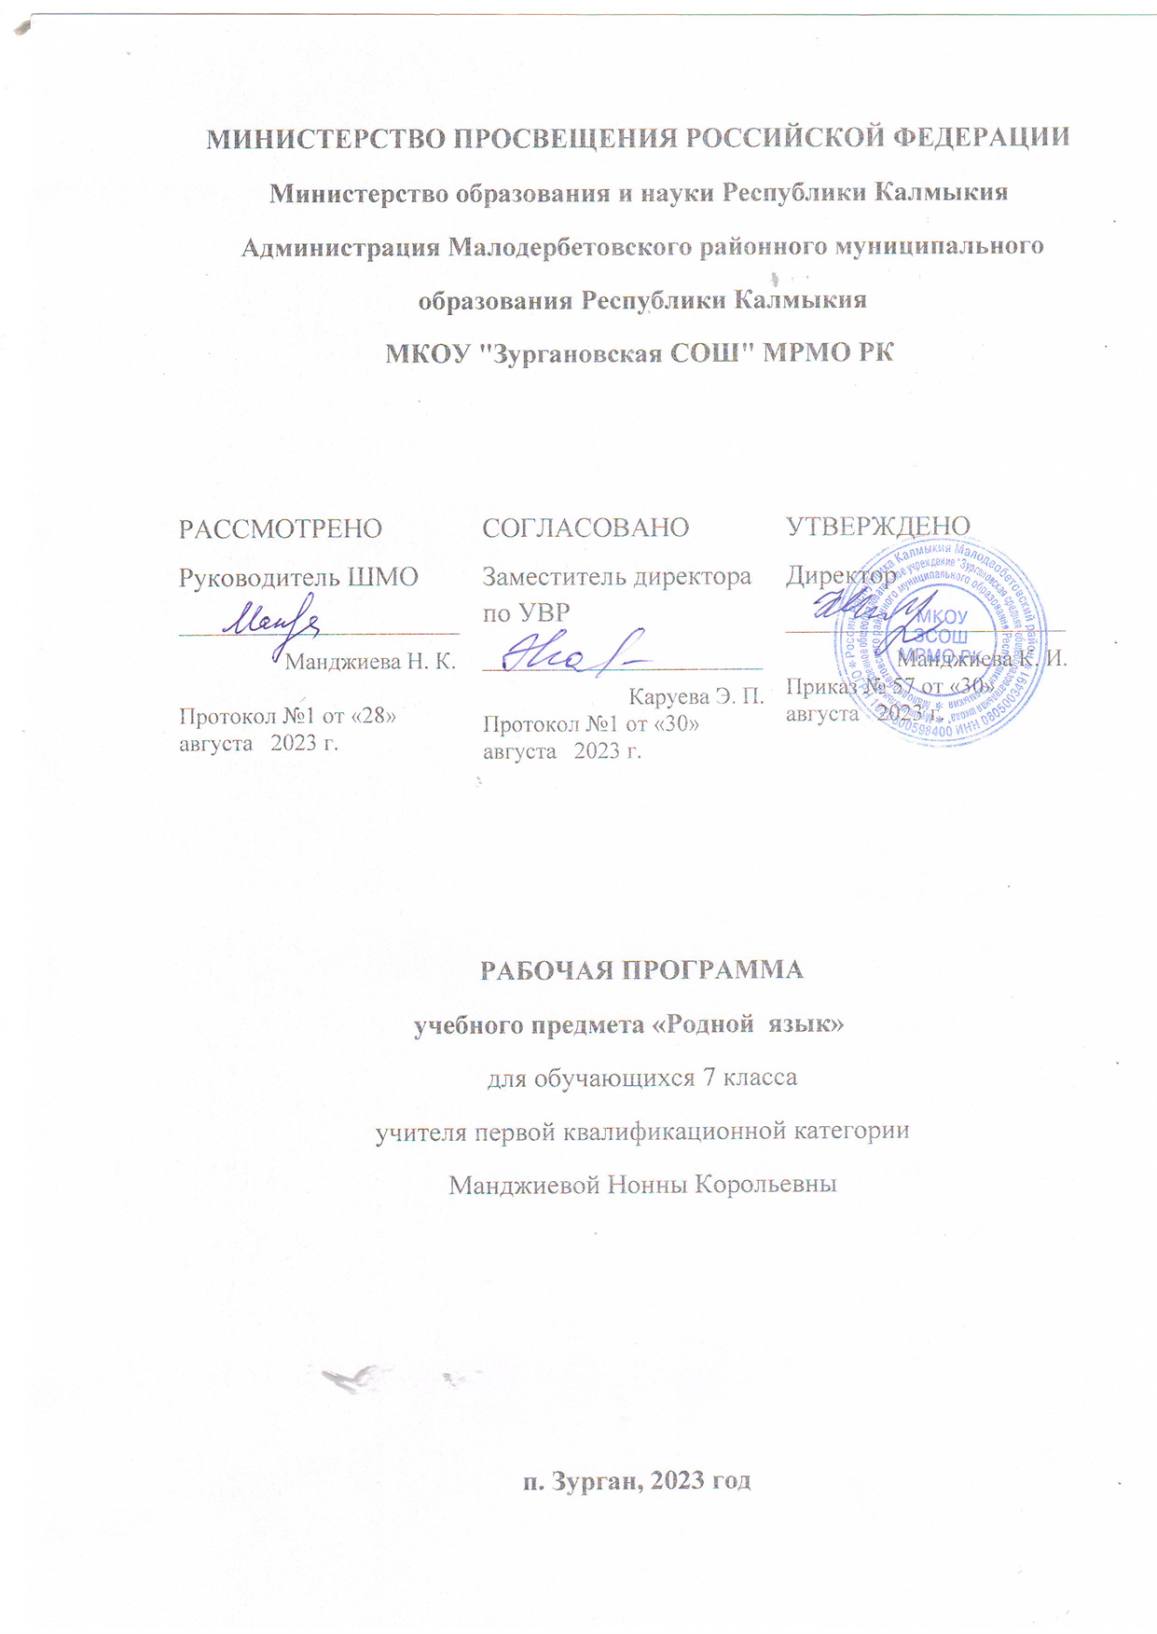 МИНИСТЕРСТВО ПРОСВЕЩЕНИЯ РОССИЙСКОЙ ФЕДЕРАЦИИ
Министерство образования и науки Республики Калмыкия
Администрация Малодербетовского районного муниципального
образования Республики Калмыкия
МКОУ "Зургановская СОШ" МРМО РК
РАССМОТРЕНО
Руководитель ШМО
Манджиева Н. К.
Протокол №1 от «28»
августа 2023 г.
СОГЛАСОВАНО
Заместитель директора
по УВР
Каруева Э. П.
Протокол №1 от «30»
августа 2023 г.
УТВЕРЖДЕНО
Директор
Манджиева К. И.
Приказ № 57 от «30»
августа 2023 г.
МКОУ
ЗСОШ
МРМО РК
РАБОЧАЯ ПРОГРАММА
учебного предмета «Родной язык»
для обучающихся 7 класса
учителя первой квалификационной категории
Манджиевой Нонны Корольевны
п. Зурган, 2023 год